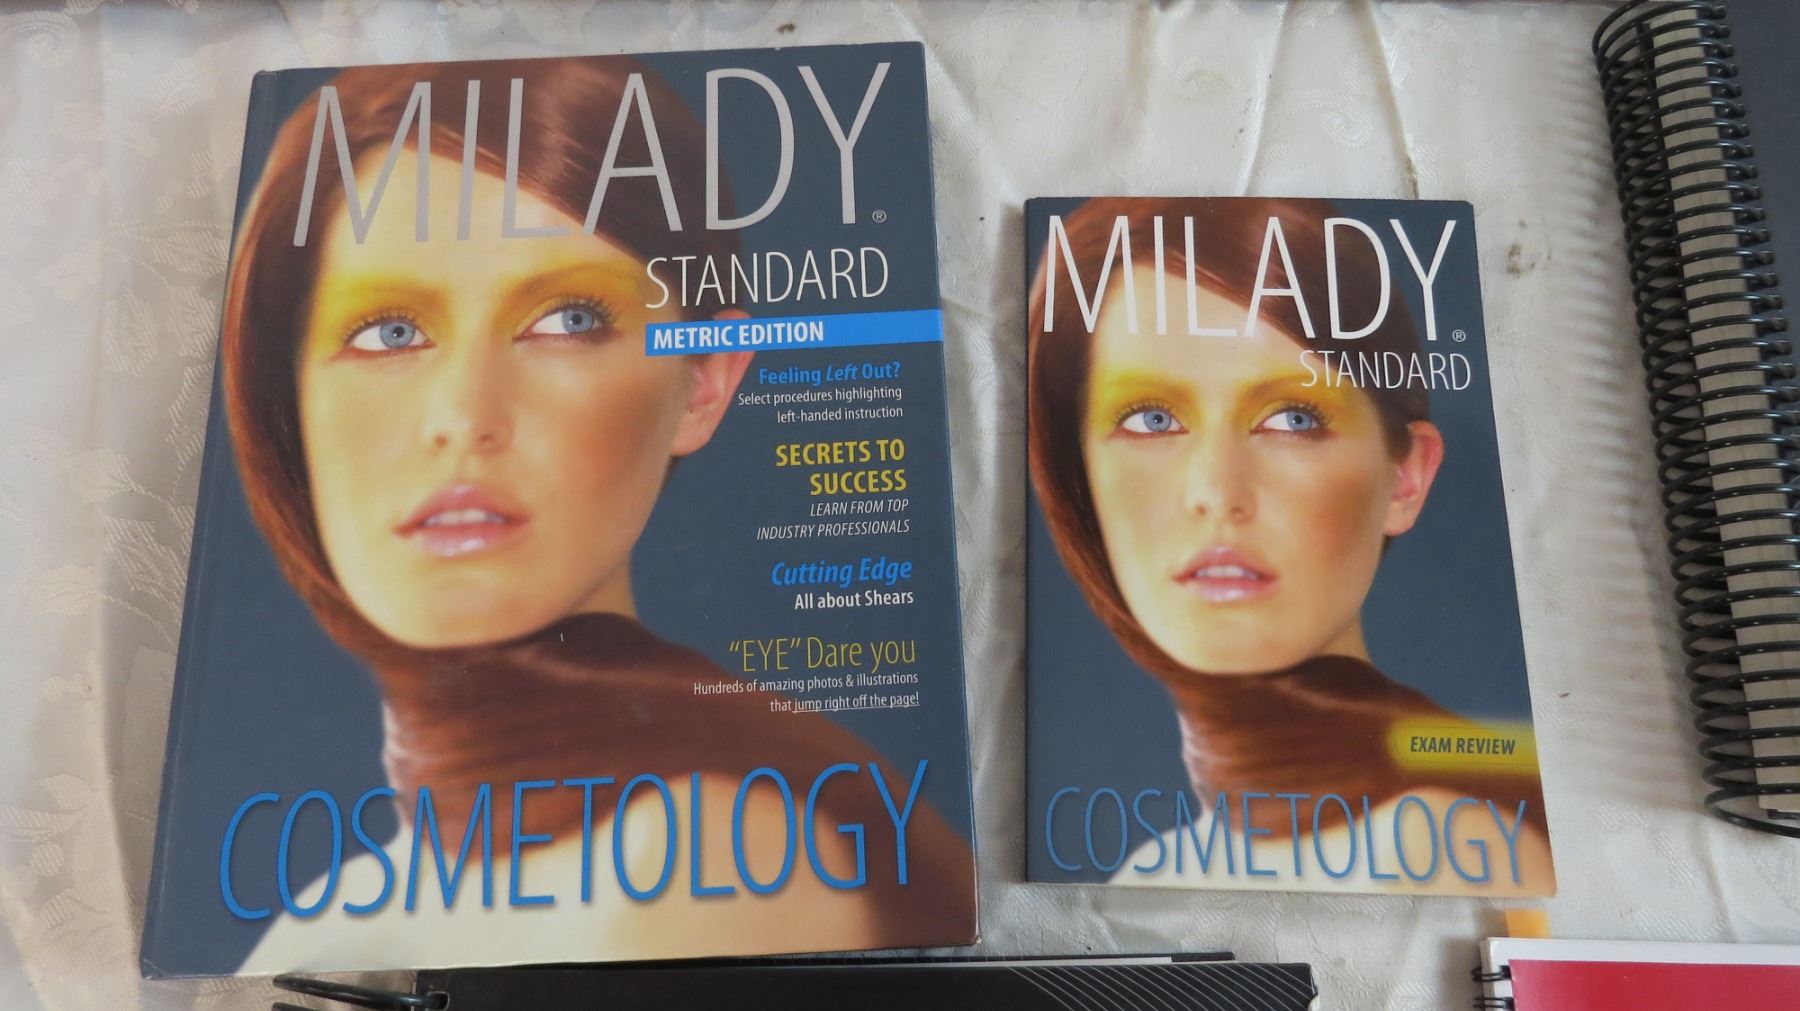 MILADY®
STANDARD
METRIC EDITION
Feeling Left Out?
Select procedures highlighting
left-handed instruction
SECRETS TO
SUCCESS
LEARN FROM TOP
INDUSTRY PROFESSIONALS
Cutting Edge
All about Shears
"EYE" Dare you
Hundreds of amazing photos & illustrations
that jump right off the page!
COSMETOLOGY
MILADY®
STANDARD
EXAM REVIEW
COSMETOLOGY